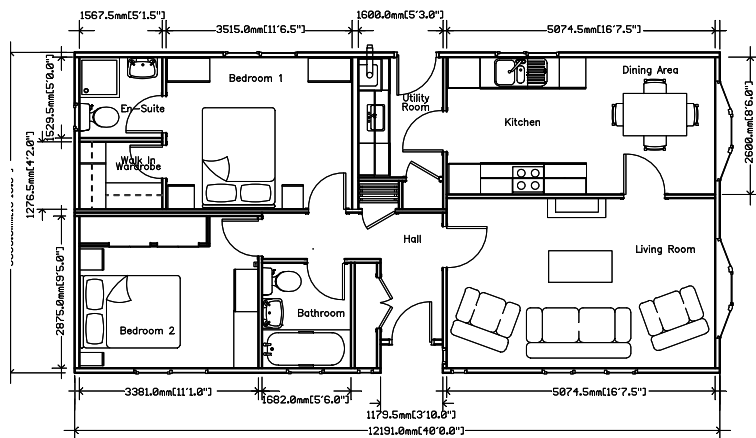 1567.5mm[5'1.5"]
3515.0mm[11'6.5"]
1600.0mm[5'3.0"]
5074.5mm[16'7.5"]
Bedroom 1
Dining Area
1529.5mm[5'0.0"]
En-Suite
Utility
Room
Kitchen
2600mm[8'6.0"]
Walk In
Wardrobe
1276.5mm[4'2.0"]
Hall
Living Room
2875.0mm[9'5.0"]
Bedroom 2
Bathroom
3381.0mm[11'1.0"]
1682.0mm[5'6.0"]
5074.5mm[16'7.5"]
1179.5mm[3'10.0"]
12191.0mm[40'0.0"]